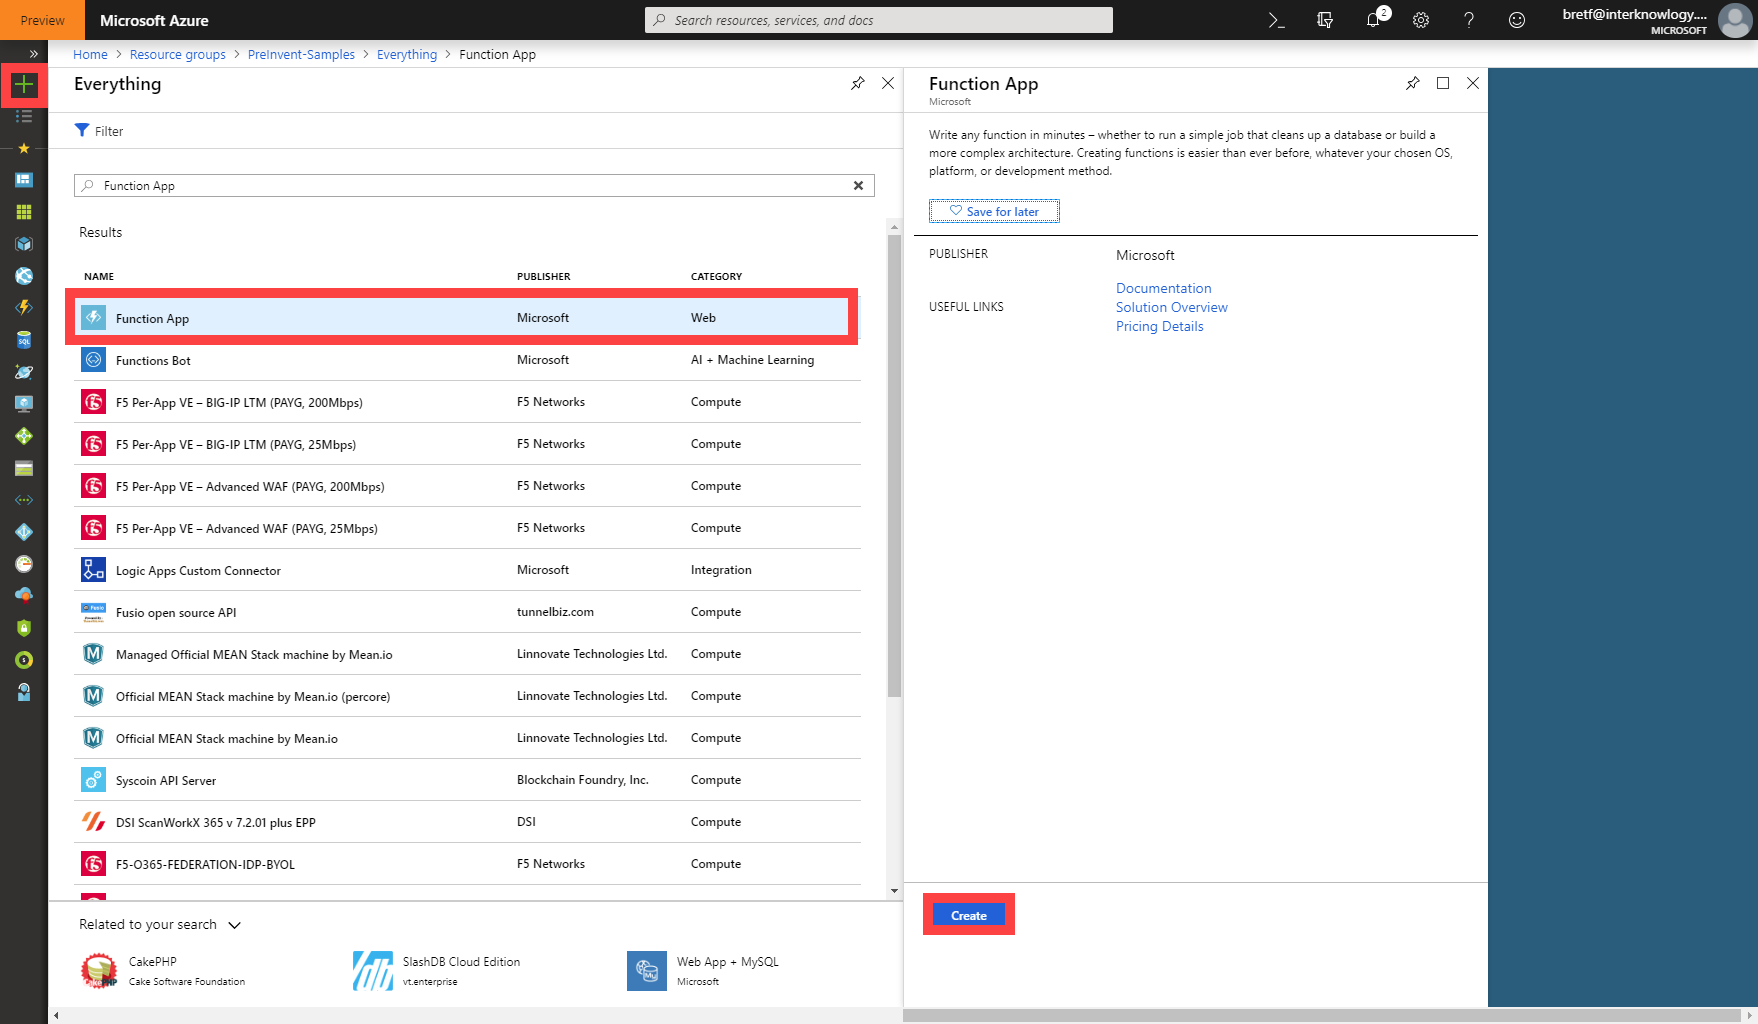 Preview
Microsoft Azure
Search resources, services, and docs
2
bretf@interknowlogy....
MICROSOFT
Home > Resource groups > PreInvent-Samples > Everything > Function App
Everything
Filter
Function App
Results
NAME PUBLISHER CATEGORY
Function App Microsoft Web
Functions Bot Microsoft AI + Machine Learning
F5 Per-App VE – BIG-IP LTM (PAYG, 200Mbps) F5 Networks Compute
F5 Per-App VE – BIG-IP LTM (PAYG, 25Mbps) F5 Networks Compute
F5 Per-App VE – Advanced WAF (PAYG, 200Mbps) F5 Networks Compute
F5 Per-App VE – Advanced WAF (PAYG, 25Mbps) F5 Networks Compute
Logic Apps Custom Connector Microsoft Integration
Fusio open source API tunnelbiz.com Compute
Managed Official MEAN Stack machine by Mean.io Linnovate Technologies Ltd. Compute
Official MEAN Stack machine by Mean.io (percore) Linnovate Technologies Ltd. Compute
Official MEAN Stack machine by Mean.io Linnovate Technologies Ltd. Compute
Syscoin API Server Blockchain Foundry, Inc. Compute
DSI ScanWorkX 365 v 7.2.01 plus EPP DSI Compute
F5-O365-FEDERATION-IDP-BYOL F5 Networks Compute
Related to your search
CakePHP
Cake Software Foundation
SlashDB Cloud Edition
vt.enterprise
Web App + MySQL
Microsoft
Function App
Microsoft
Write any function in minutes – whether to run a simple job that cleans up a database or build a
more complex architecture. Creating functions is easier than ever before, whatever your chosen OS,
platform, or development method.
Save for later
PUBLISHER Microsoft
USEFUL LINKS
Documentation
Solution Overview
Pricing Details
Create